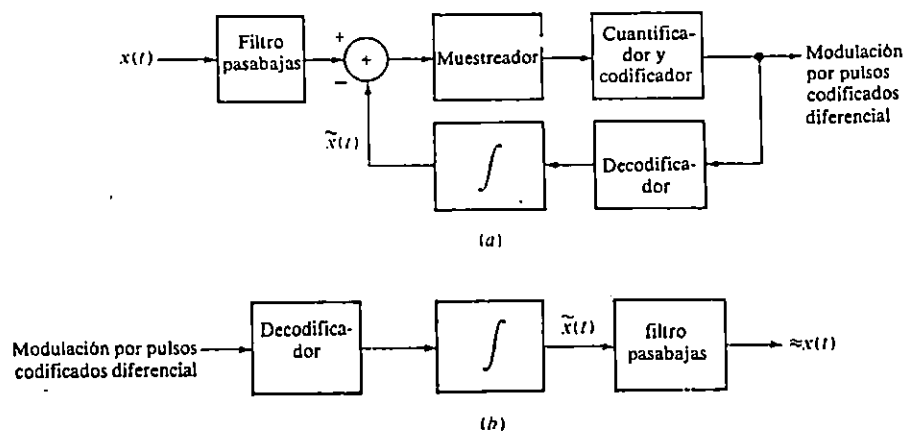 x(t)
Filtro
pasabajas
+
+
−
Muestreador
Cuantifica-
dor y
codificador
Modulación
por pulsos
codificados
diferencial
x̃(t)
∫
Decodifica-
dor
(a)
Modulación por pulsos
codificados diferencial
Decodifica-
dor
∫
x̃(t)
filtro
pasabajas
≈x(t)
(b)